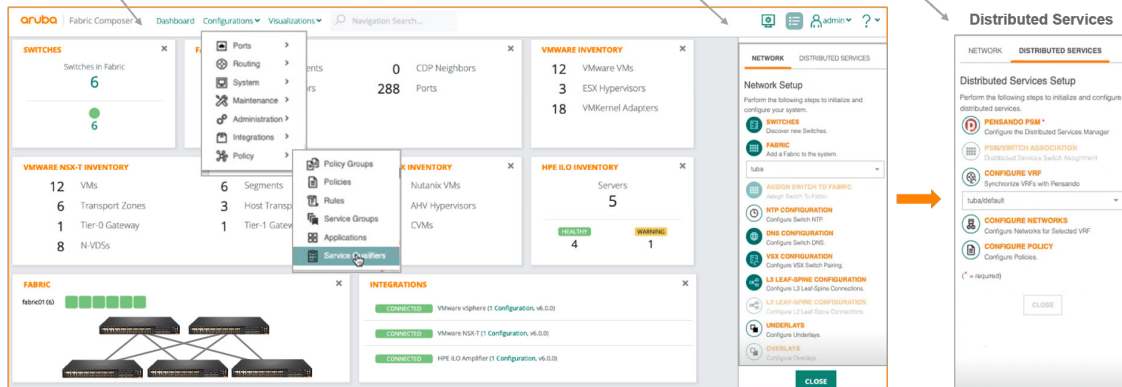 Distributed Services
aruba Fabric Composer
Dashboard Configurations Visualizations Navigation Search...
admin ?
SWITCHES
Switches in Fabric
6
6
Ports
Routing
System
Maintenance
Administration
Integrations
Policy
0 CDP Neighbors
288 Ports
Policy Groups
Policies
Rules
Service Groups
Applications
Service Qualifiers
VMWARE INVENTORY
12 VMware VMs
3 ESX Hypervisors
18 VMKernel Adapters
VMWARE NSX-T INVENTORY
12 VMs
6 Transport Zones
1 Tier-0 Gateway
8 N-VDSs
6 Segments
3 Host Transp
1 Tier-1 Gatew
X INVENTORY
Nutanix VMs
AHV Hypervisors
CVMs
HPE ILO INVENTORY
Servers
5
HEALTHY WARNING
4 1
FABRIC
fabric01 (6)
INTEGRATIONS
CONNECTED VMware vSphere (1 Configuration, v6.0.0)
CONNECTED VMware NSX-T (1 Configuration, v6.0.0)
CONNECTED HPE iLO Amplifier (1 Configuration, v6.0.0)
NETWORK DISTRIBUTED SERVICES
Network Setup
Perform the following steps to initialize and
configure your system.
SWITCHES
Discover new Switches.
FABRIC
Add a Fabric to the system.
tuba
ASSIGN SWITCH TO FABRIC
Assign Switch To Fabric.
NTP CONFIGURATION
Configure Switch NTP.
DNS CONFIGURATION
Configure Switch DNS.
VSX CONFIGURATION
Configure VSX Switch Pairing.
L3 LEAF-SPINE CONFIGURATION
Configure L3 Leaf-Spine Connections.
L2 LEAF-SPINE CONFIGURATION
Configure L2 Leaf-Spine Connections.
UNDERLAYS
Configure Underlays.
OVERLAYS
Configure Overlays.
CLOSE
NETWORK DISTRIBUTED SERVICES
Distributed Services Setup
Perform the following steps to initialize and configure
distributed services.
PENSANDO PSM *
Configure the Distributed Services Manager
PSM/SWITCH ASSOCIATION
Distributed Services Switch Assignment
CONFIGURE VRF
Synchronize VRFs with Pensando
tuba/default
CONFIGURE NETWORKS
Configure Networks for Selected VRF
CONFIGURE POLICY
Configure Policies.
(* = required)
CLOSE